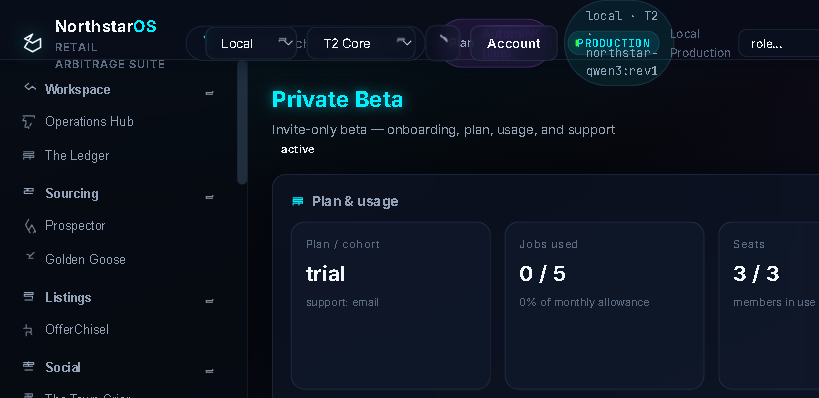 NorthstarOS
RETAIL
ARBITRAGE SUITE
Local
T2 Core
Account
local · T2
PRODUCTION
northstar-
qwen3:rev1
Local
Production
role...
Workspace
Operations Hub
The Ledger
Sourcing
Prospector
Golden Goose
Listings
OfferChisel
Social
The Town Crier
Private Beta
Invite-only beta — onboarding, plan, usage, and support
active
Plan & usage
Plan / cohort
trial
support: email
Jobs used
0 / 5
0% of monthly allowance
Seats
3 / 3
members in use